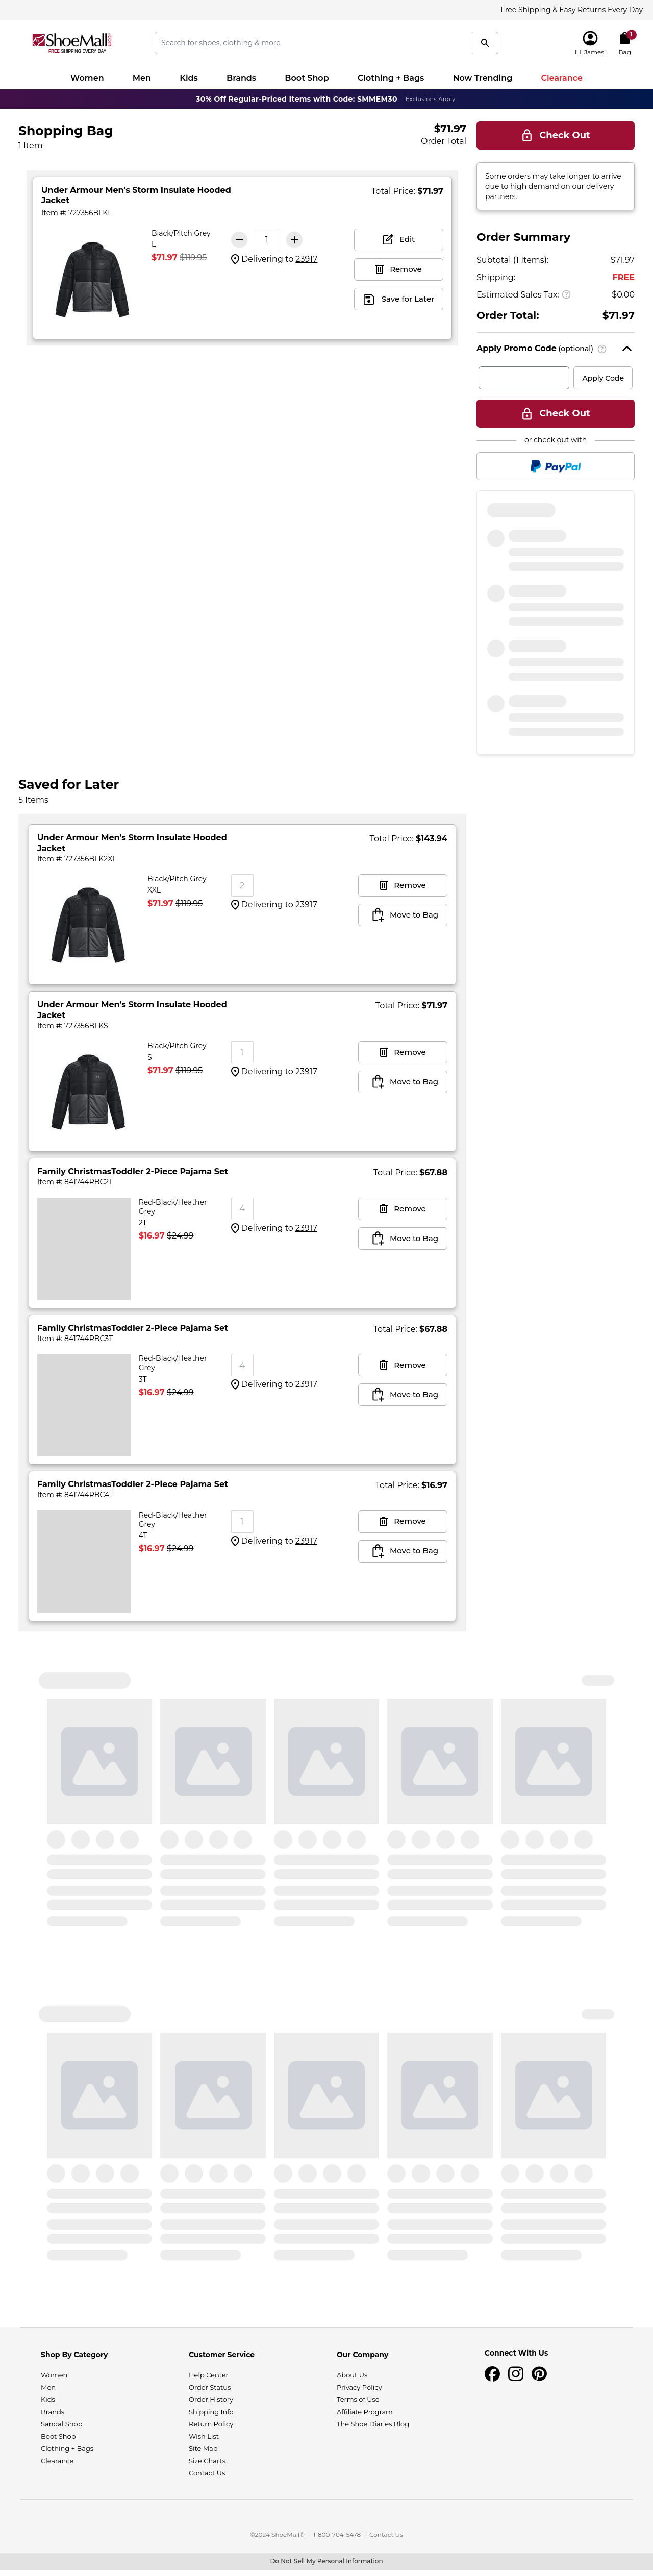 Free Shipping & Easy Returns Every Day
ShoeMall.com
FREE SHIPPING EVERY DAY
Search for shoes, clothing & more
Hi, James!
1
Bag
Women Men Kids Brands Boot Shop Clothing + Bags Now Trending Clearance
30% Off Regular-Priced Items with Code: SMMEM30 Exclusions Apply
Shopping Bag
1 Item
$71.97
Order Total
Under Armour Men's Storm Insulate Hooded
Jacket
Item #: 727356BLKL
Total Price: $71.97
Black/Pitch Grey
L
$71.97 $119.95
1
Delivering to 23917
Edit
Remove
Save for Later
Check Out
Some orders may take longer to arrive
due to high demand on our delivery
partners.
Order Summary
Subtotal (1 Items): $71.97
Shipping: FREE
Estimated Sales Tax: ? $0.00
Order Total: $71.97
Apply Promo Code (optional) ?
Apply Code
Check Out
or check out with
PayPal
Saved for Later
5 Items
Under Armour Men's Storm Insulate Hooded
Jacket
Item #: 727356BLK2XL
Total Price: $143.94
Black/Pitch Grey
XXL
$71.97 $119.95
2
Delivering to 23917
Remove
Move to Bag
Under Armour Men's Storm Insulate Hooded
Jacket
Item #: 727356BLKS
Total Price: $71.97
Black/Pitch Grey
S
$71.97 $119.95
1
Delivering to 23917
Remove
Move to Bag
Family ChristmasToddler 2-Piece Pajama Set
Item #: 841744RBC2T
Total Price: $67.88
Red-Black/Heather
Grey
2T
$16.97 $24.99
4
Delivering to 23917
Remove
Move to Bag
Family ChristmasToddler 2-Piece Pajama Set
Item #: 841744RBC3T
Total Price: $67.88
Red-Black/Heather
Grey
3T
$16.97 $24.99
4
Delivering to 23917
Remove
Move to Bag
Family ChristmasToddler 2-Piece Pajama Set
Item #: 841744RBC4T
Total Price: $16.97
Red-Black/Heather
Grey
4T
$16.97 $24.99
1
Delivering to 23917
Remove
Move to Bag
Shop By Category
Women
Men
Kids
Brands
Sandal Shop
Boot Shop
Clothing + Bags
Clearance
Customer Service
Help Center
Order Status
Order History
Shipping Info
Return Policy
Wish List
Site Map
Size Charts
Contact Us
Our Company
About Us
Privacy Policy
Terms of Use
Affiliate Program
The Shoe Diaries Blog
Connect With Us
©2024 ShoeMall® | 1-800-704-5478 | Contact Us
Do Not Sell My Personal Information